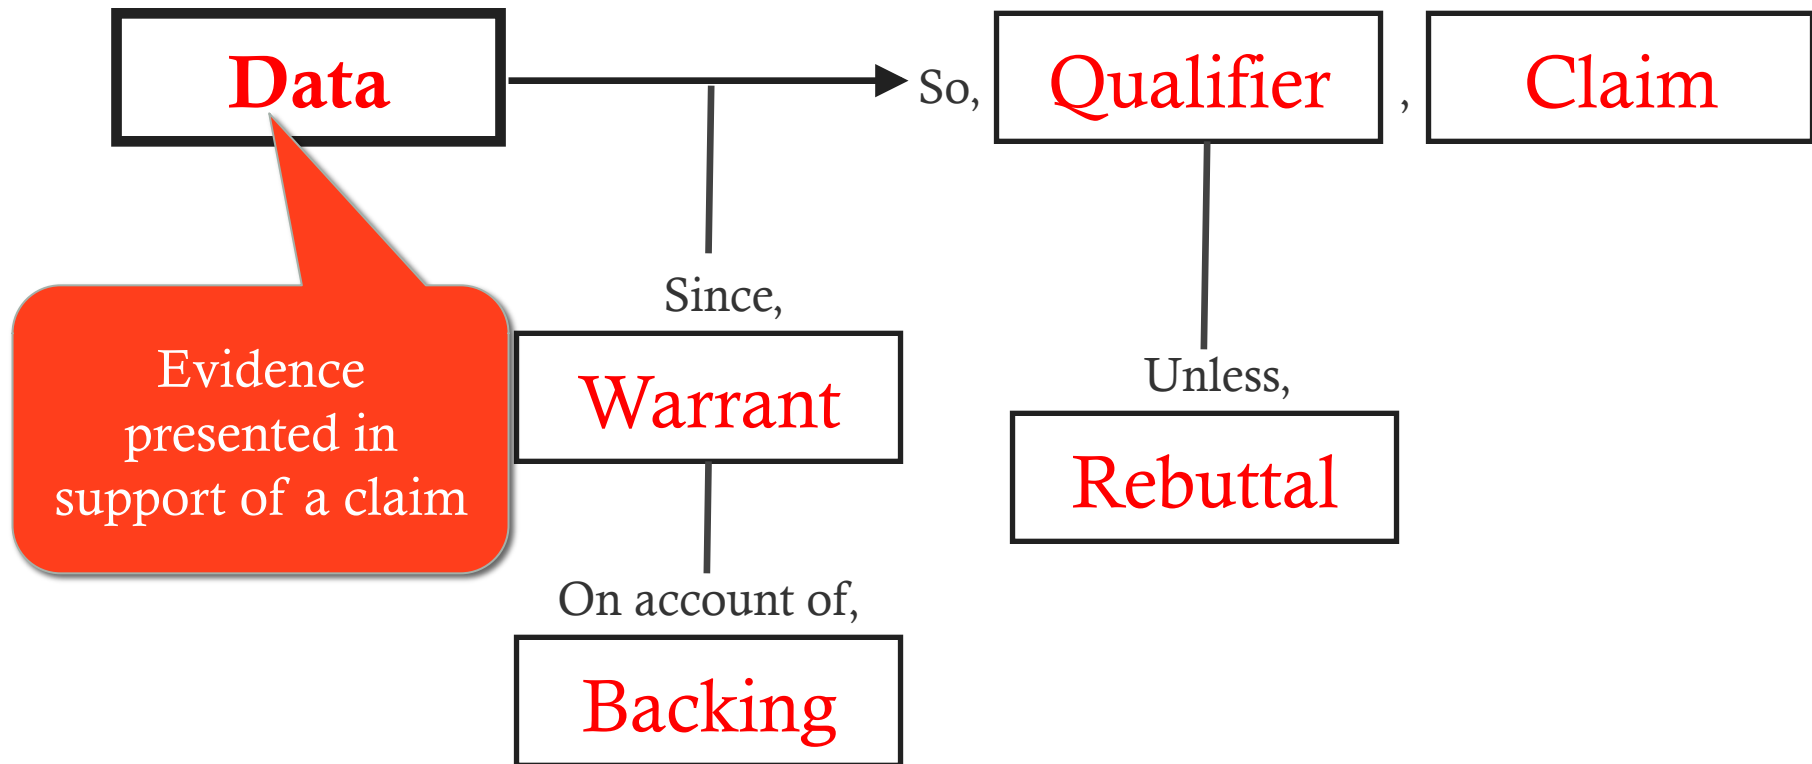 Data
So,
Qualifier
,
Claim
Since,
Warrant
On account of,
Backing
Unless,
Rebuttal
Evidence
presented in
support of a claim